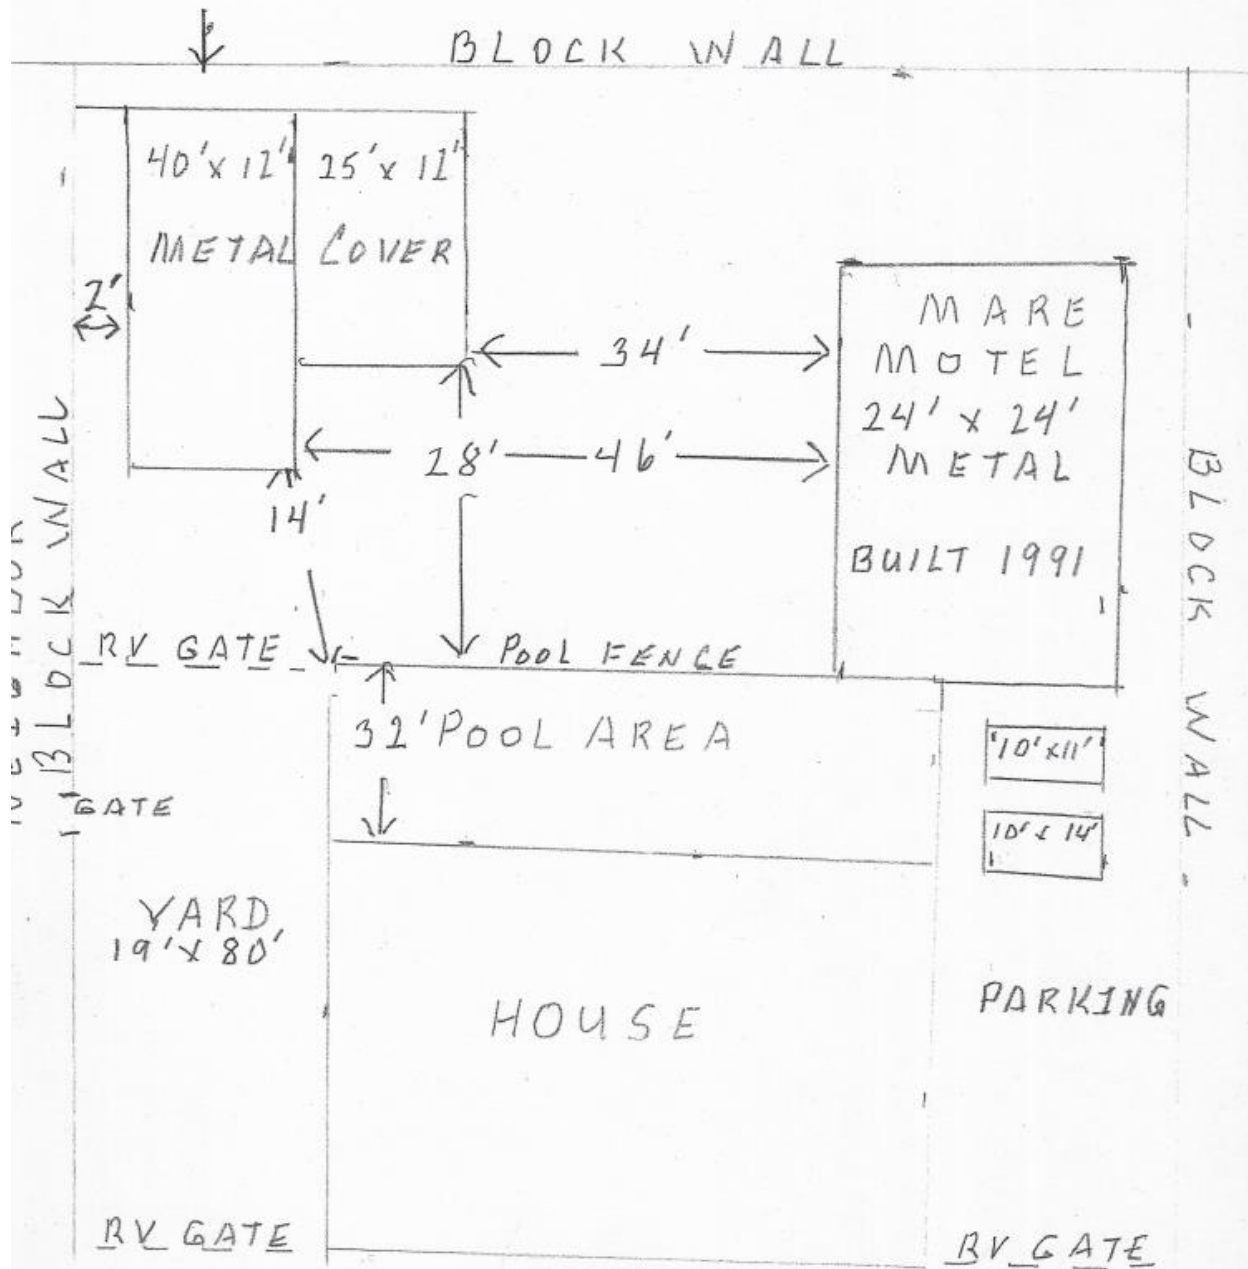 BLOCK WALL
40'x12' 25'x12'
METAL COVER
2'
34'
MARE
MOTEL
24' x 24'
METAL
BUILT 1991
28' 46'
14'
BLOCK WALL
BLOCK WALL
RV GATE
POOL FENCE
32' POOL AREA
10' x11'
10' x 14'
GATE
YARD
19' X 80'
HOUSE
PARKING
RV GATE
RV GATE